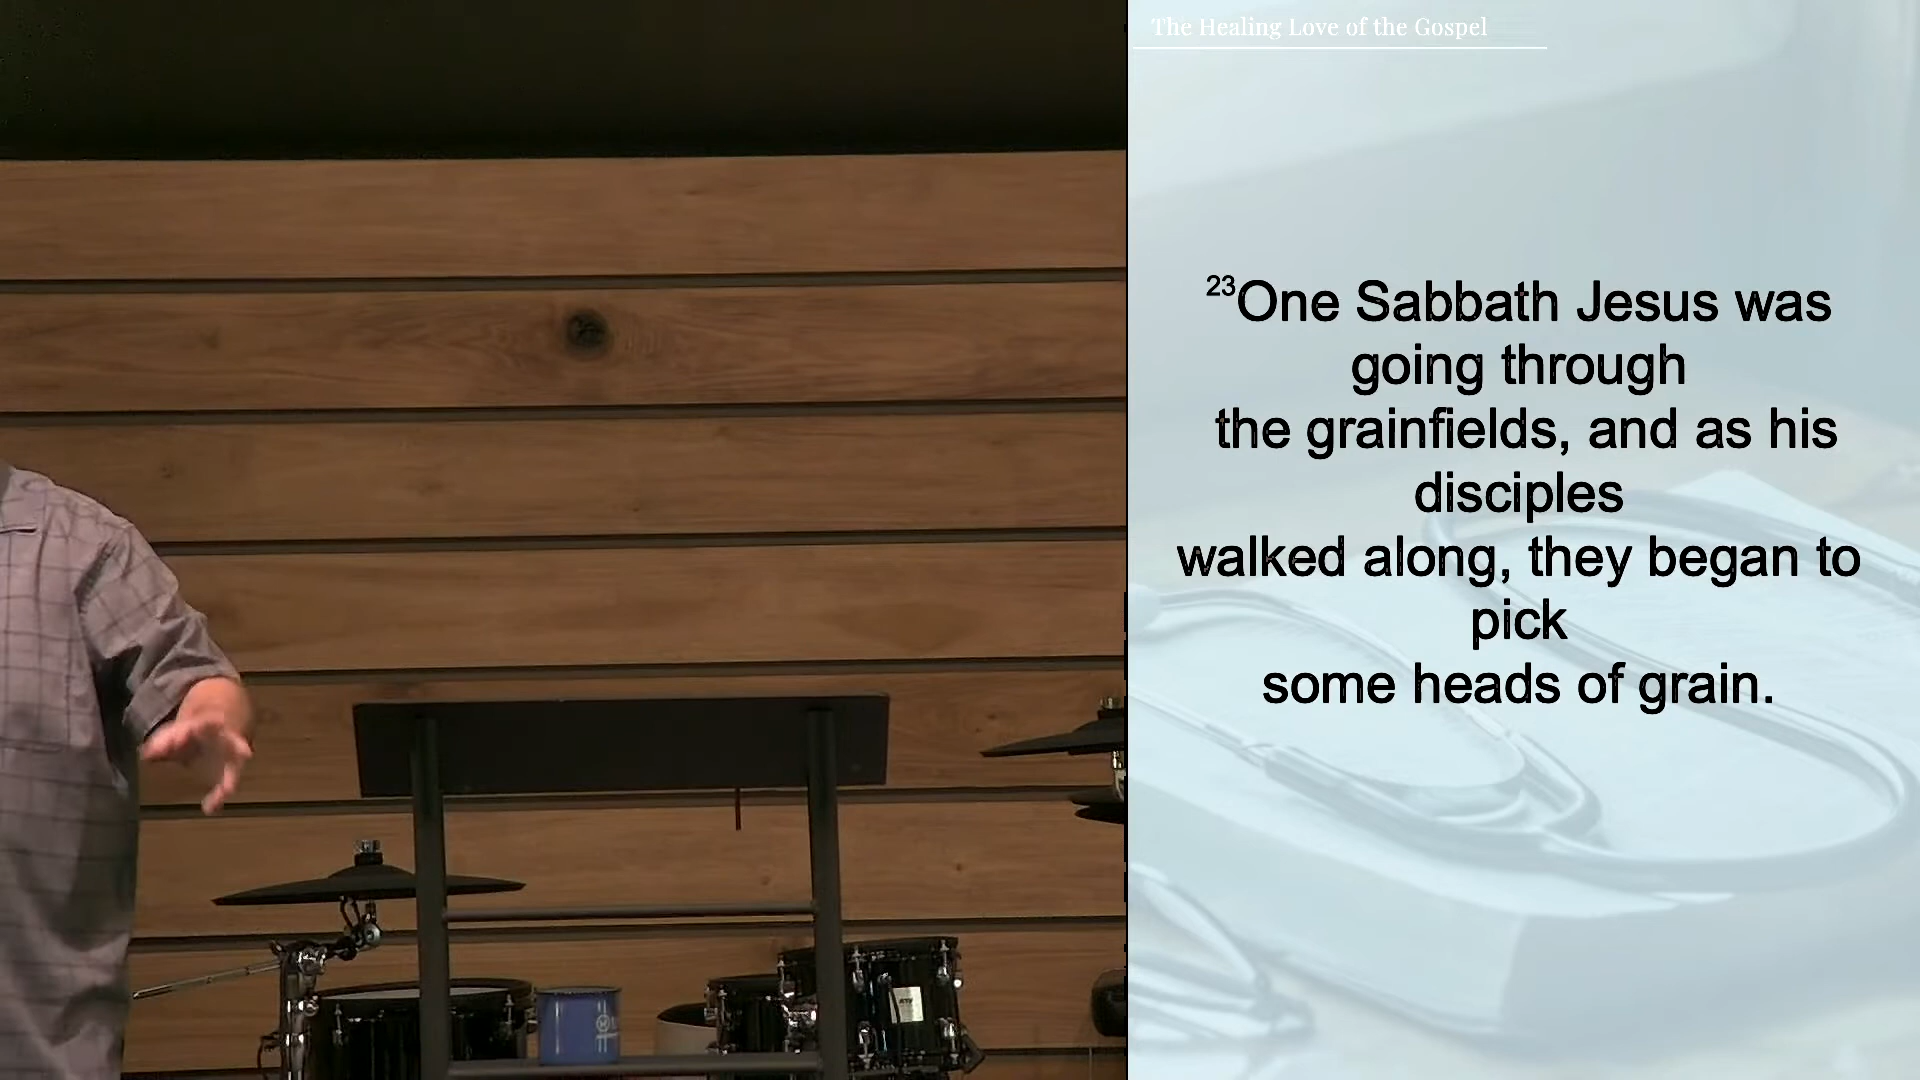 The Healing Love of the Gospel
23One Sabbath Jesus was
going through
the grainfields, and as his
disciples
walked along, they began to
pick
some heads of grain.